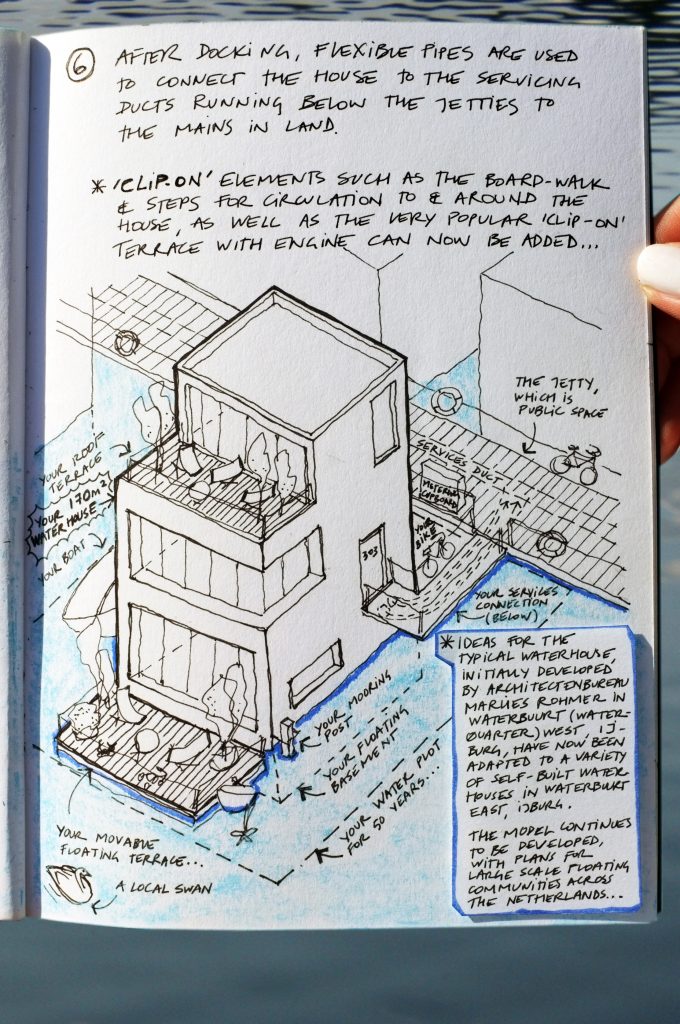 6
AFTER DOCKING, FLEXIBLE PIPES ARE USED
TO CONNECT THE HOUSE TO THE SERVICING
DUCTS RUNNING BELOW THE JETTIES TO
THE MAINS IN LAND.
* 'CLIP-ON' ELEMENTS SUCH AS THE BOARD-WALK
& STEPS FOR CIRCULATION TO & AROUND THE
HOUSE, AS WELL AS THE VERY POPULAR 'CLIP-ON'
TERRACE WITH ENGINE CAN NOW BE ADDED...
THE JETTY,
WHICH IS
PUBLIC SPACE
SERVICES DUCT
METERING
CUPBOARD
YOUR
BIKE
303
YOUR ROOF
TERRACE
YOUR 170M²
WATERHOUSE
YOUR BOAT
YOUR SERVICES
CONNECTION
(BELOW)
YOUR MOORING
POST
YOUR FLOATING
BASEMENT
YOUR WATER PLOT
FOR 50 YEARS...
YOUR MOVABLE
FLOATING TERRACE...
A LOCAL SWAN
* IDEAS FOR THE
TYPICAL WATERHOUSE,
INITIALLY DEVELOPED
BY ARCHITECTENBUREAU
MARLIES ROHMER IN
WATERBUURT (WATER-
QUARTER) WEST, IJ-
BURG, HAVE NOW BEEN
ADAPTED TO A VARIETY
OF SELF-BUILT WATER
HOUSES IN WATERBUURT
EAST, IJBURG.
THE MODEL CONTINUES
TO BE DEVELOPED,
WITH PLANS FOR
LARGE SCALE FLOATING
COMMUNITIES ACROSS
THE NETHERLANDS...